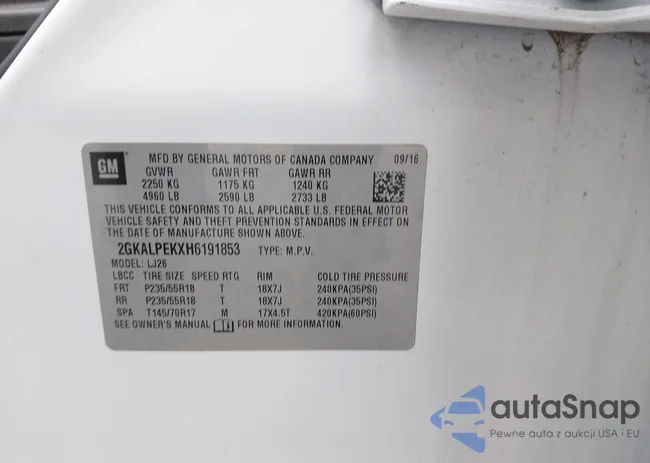 GM
MFD BY GENERAL MOTORS OF CANADA COMPANY 09/16
GVWR GAWR FRT GAWR RR
2250 KG 1175 KG 1240 KG
4960 LB 2590 LB 2733 LB
THIS VEHICLE CONFORMS TO ALL APPLICABLE U.S. FEDERAL MOTOR
VEHICLE SAFETY AND THEFT PREVENTION STANDARDS IN EFFECT ON
THE DATE OF MANUFACTURE SHOWN ABOVE.
2GKALPEKXH6191853 TYPE: M.P.V.
MODEL: LJ26
LBCC TIRE SIZE SPEED RTG RIM COLD TIRE PRESSURE
FRT P235/55R18 T 18X7J 240KPA(35PSI)
RR P235/55R18 T 18X7J 240KPA(35PSI)
SPA T145/70R17 M 17X4.5T 420KPA(60PSI)
SEE OWNER'S MANUAL FOR MORE INFORMATION.
autaSnap
Pewne auta z aukcji USA i EU